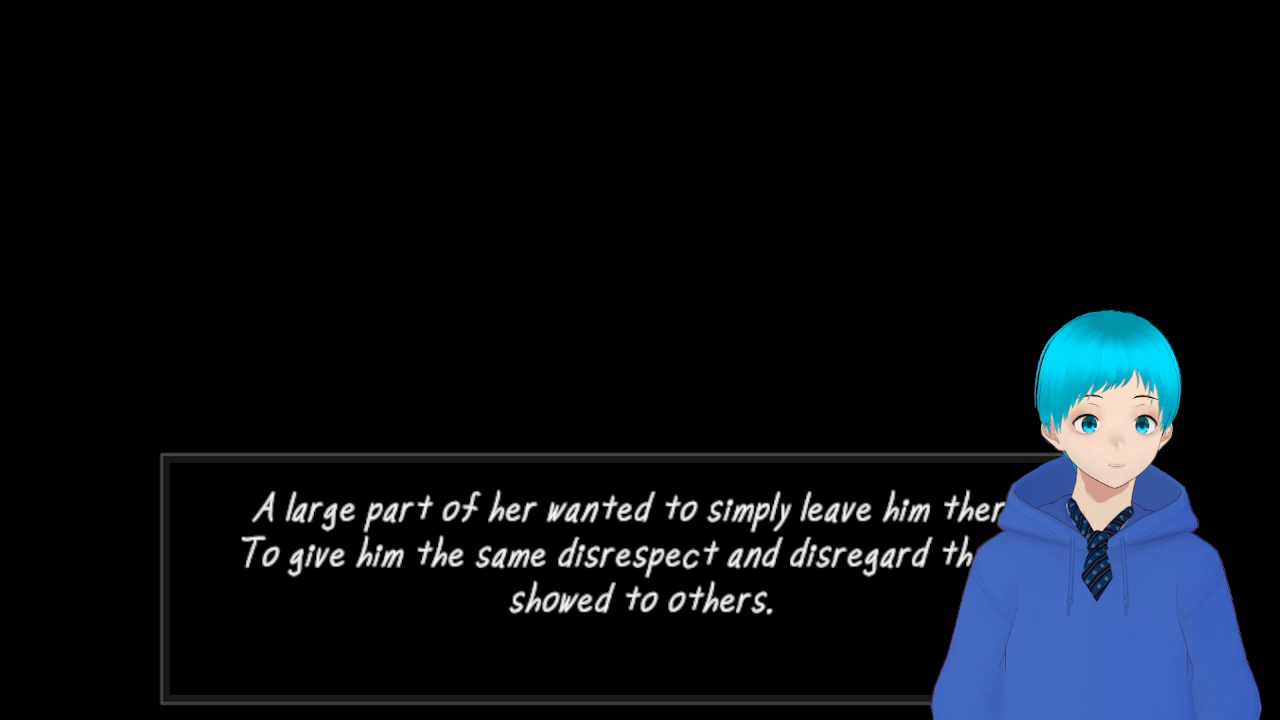 A large part of her wanted to simply leave him
To give him the same disrespect and disregard
showed to others.